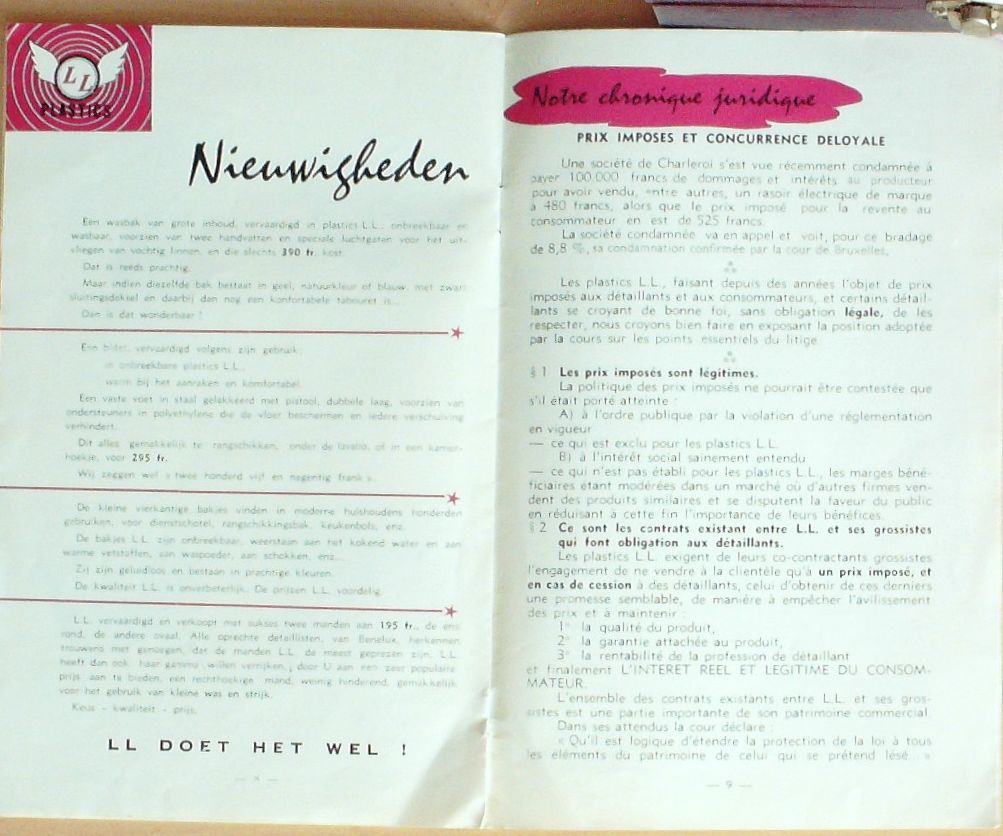 LL
PLASTICS
Nieuwigheden
Een wasbak van grote inhoud, vervaardigd in plastics L.L., onbreekbaar en
wasbaar, voorzien van twee handvatten en speciale luchtgaten voor het uit-
vliegen van vochtig linnen, en die slechts 390 fr. kost.
Dat is reeds prachtig.
Maar indien diezelfde bak bestaat in geel, natuurkleur of blauw, met zwart
sluitingsdeksel en daarbij dan nog een konfortabele tabouret is...
Dan is dat wonderbaar !
Een bidet, vervaardigd volgens zijn gebruik;
in onbreekbare plastics L.L.,
warm bij het aanraken en komfortabel.
Een vaste voet in staal gelakkeerd met pistool, dubbele laag, voorzien van
ondersteuners in polyethylene die de vloer beschermen en iedere verschuiving
verhindert.
Dit alles gemakkelijk te rangschikken, onder de lavabo, of in een kamer-
hoekje, voor 295 fr.
Wij zeggen wel « twee honderd vijf en negentig frank ».
De kleine vierkantige bakjes vinden in moderne huishoudens honderden
gebruiken, voor dienstschotel, rangschikkingsbak, keukenbols, enz.
De bakjes L.L. zijn onbreekbaar, weerstaan aan het kokend water en aan
warme vetstoffen, aan waspoeder, aan schokken, enz...
Zij zijn geluidloos en bestaan in prachtige kleuren.
De kwaliteit L.L. is onverbeterlijk. De prijzen L.L. voordelig.
L.L. vervaardigd en verkoopt met sukses twee manden aan 195 fr., de ene
rond, de andere ovaal. Alle oprechte detaillisten, van Benelux, herkennen
trouwens met genoegen, dat de manden L.L. de meest geprezen zijn. L.L.
heeft dan ook haar gamma willen verrijken, door U aan een zeer populaire
prijs aan te bieden, een rechthoekige mand, weinig hinderend, gemakkelijk
voor het gebruik van kleine was en strijk.
Keus - kwaliteit - prijs.
LL DOET HET WEL !
Notre chronique juridique
PRIX IMPOSES ET CONCURRENCE DELOYALE
Une société de Charleroi s'est vue récemment condamnée à
payer 100.000 francs de dommages et intérêts au producteur
pour avoir vendu, entre autres, un rasoir électrique de marque
à 480 francs, alors que le prix imposé pour la revente au
consommateur en est de 525 francs.
La société condamnée va en appel et voit, pour ce bradage
de 8,8 %, sa condamnation confirmée par la cour de Bruxelles.
Les plastics L.L., faisant depuis des années l'objet de prix
imposés aux détaillants et aux consommateurs, et certains détail-
lants se croyant de bonne foi, sans obligation légale, de les
respecter, nous croyons bien faire en exposant la position adoptée
par la cours sur les points essentiels du litige.
§ 1 Les prix imposés sont légitimes.
La politique des prix imposés ne pourrait être contestée que
s'il était porté atteinte :
A) à l'ordre publique par la violation d'une réglementation
en vigueur
— ce qui est exclu pour les plastics L.L.
B) à l'intérêt social sainement entendu
— ce qui n'est pas établi pour les plastics L.L., les marges béné-
ficiaires étant modérées dans un marché où d'autres firmes ven-
dent des produits similaires et se disputent la faveur du public
en réduisant à cette fin l'importance de leurs bénéfices.
§ 2 Ce sont les contrats existant entre L.L. et ses grossistes
qui font obligation aux détaillants.
Les plastics L.L. exigent de leurs co-contractants grossistes
l'engagement de ne vendre à la clientèle qu'à un prix imposé, et
en cas de cession à des détaillants, celui d'obtenir de ces derniers
une promesse semblable, de manière à empêcher l'avilissement
des prix et à maintenir :
1° la qualité du produit,
2° la garantie attachée au produit,
3° la rentabilité de la profession de détaillant
et finalement L'INTERET REEL ET LEGITIME DU CONSOM-
MATEUR.
L'ensemble des contrats existants entre L.L. et ses gros-
sistes est une partie importante de son patrimoine commercial.
Dans ses attendus la cour déclare :
« Qu'il est logique d'étendre la protection de la loi à tous
les éléments du patrimoine de celui qui se prétend lésé... »
— 9 —